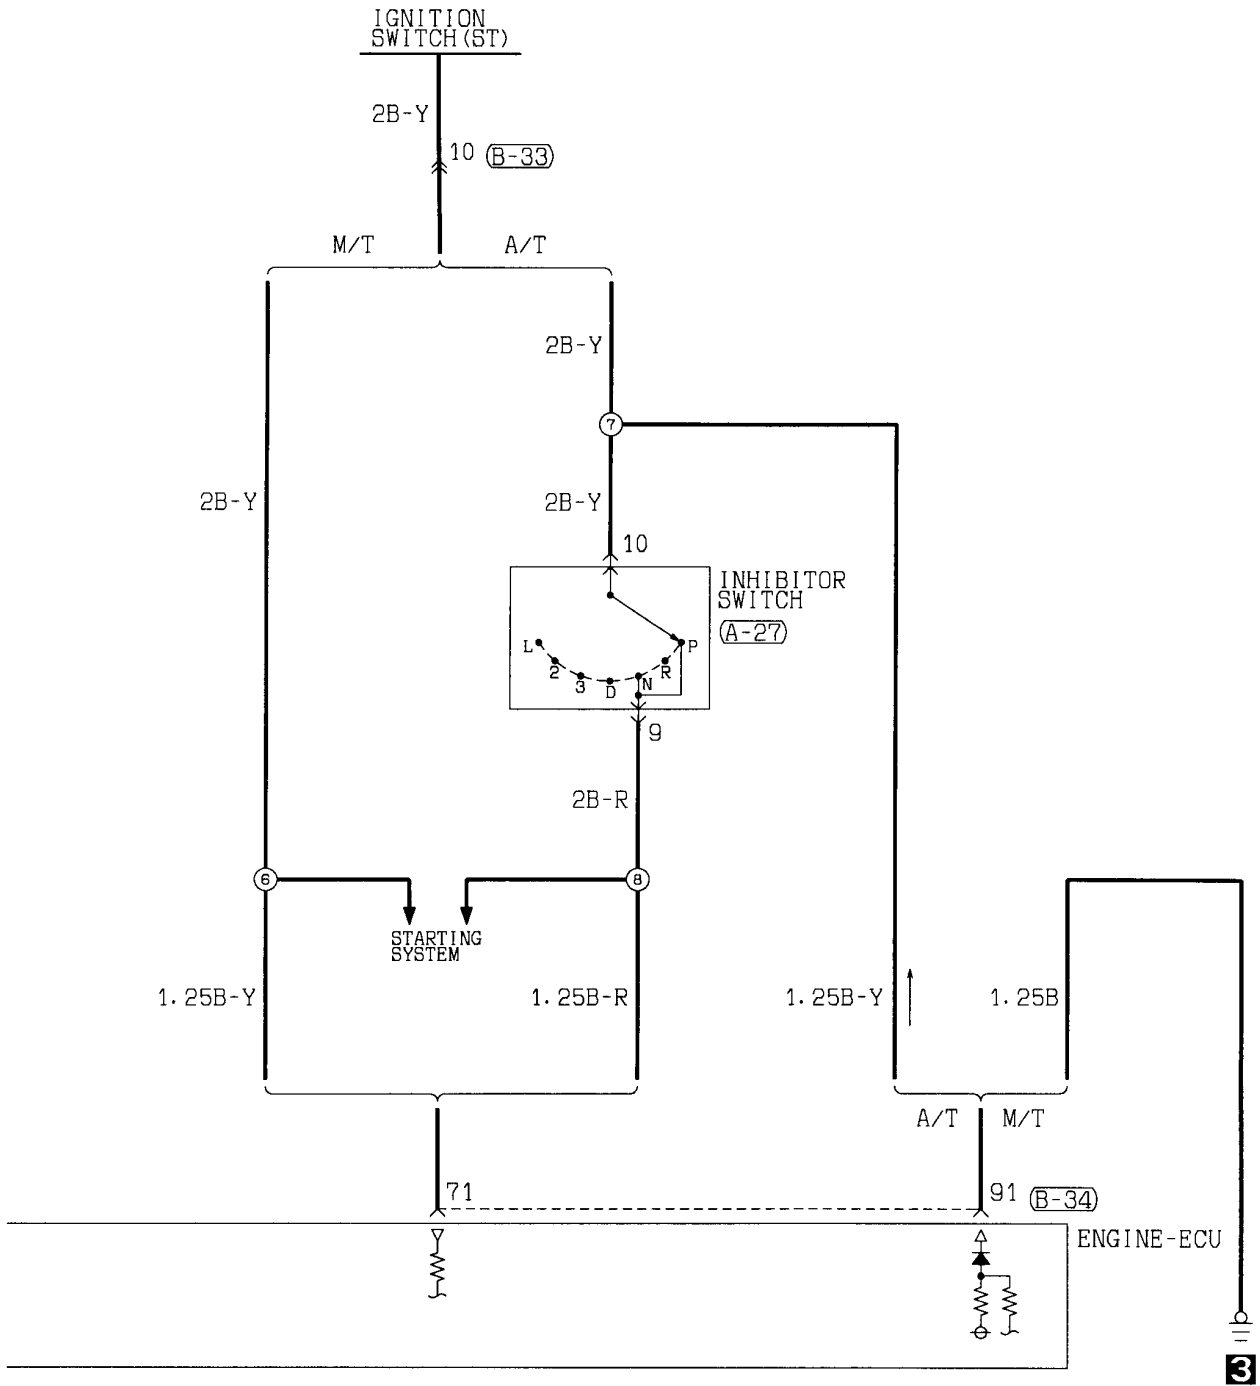 IGNITION
SWITCH(ST)
2B-Y
10 B-33
M/T A/T
2B-Y
7
2B-Y 2B-Y
10
INHIBITOR
SWITCH
A-27
L P
2 R
3 D N
9
2B-R
6 8
STARTING
SYSTEM
1.25B-Y 1.25B-R 1.25B-Y 1.25B
A/T M/T
71 91 B-34
ENGINE-ECU
3